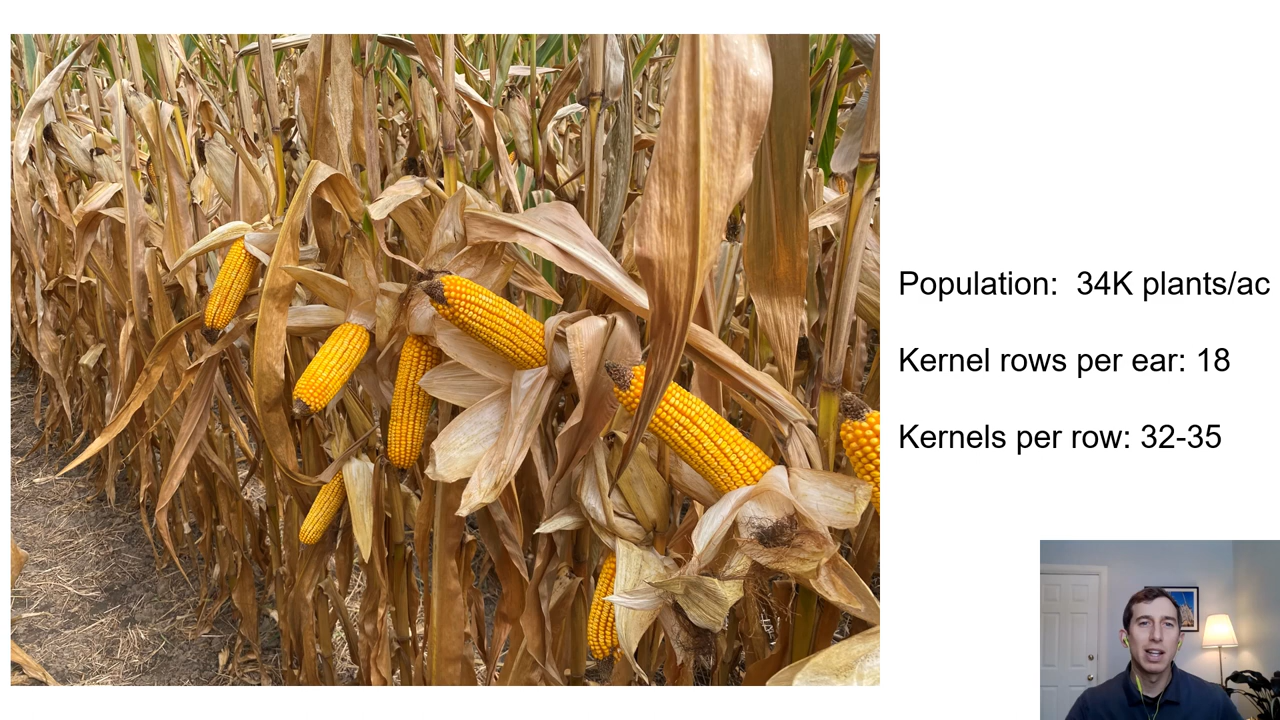 Population:  34K plants/ac
Kernel rows per ear: 18
Kernels per row: 32-35